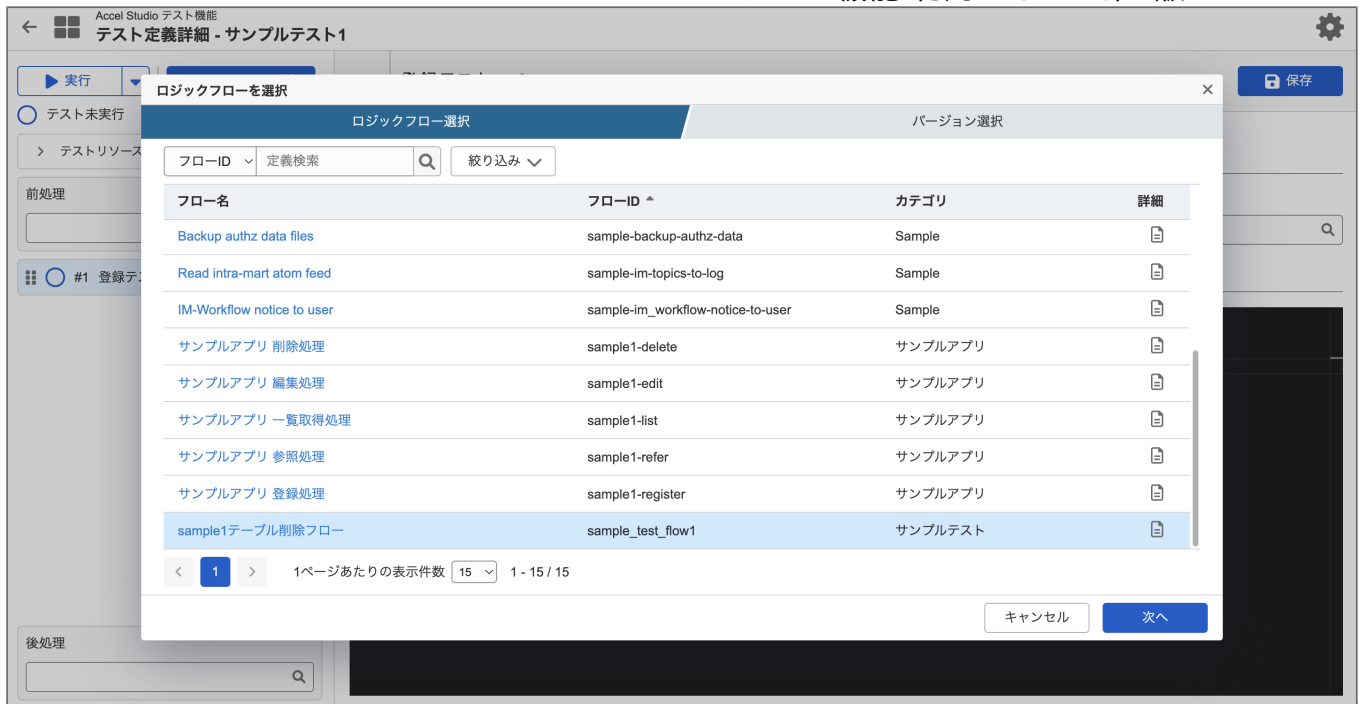 Accel Studio テスト機能
テスト定義詳細 - サンプルテスト1
実行
保存
テスト未実行
テストリソース
前処理
#1 登録テ
後処理
ロジックフローを選択
ロジックフロー選択
バージョン選択
フローID 定義検索 絞り込み
フロー名 フローID カテゴリ 詳細
Backup authz data files sample-backup-authz-data Sample
Read intra-mart atom feed sample-im-topics-to-log Sample
IM-Workflow notice to user sample-im_workflow-notice-to-user Sample
サンプルアプリ 削除処理 sample1-delete サンプルアプリ
サンプルアプリ 編集処理 sample1-edit サンプルアプリ
サンプルアプリ 一覧取得処理 sample1-list サンプルアプリ
サンプルアプリ 参照処理 sample1-refer サンプルアプリ
サンプルアプリ 登録処理 sample1-register サンプルアプリ
sample1テーブル削除フロー sample_test_flow1 サンプルテスト
1 1ページあたりの表示件数 15 1 - 15 / 15
キャンセル 次へ